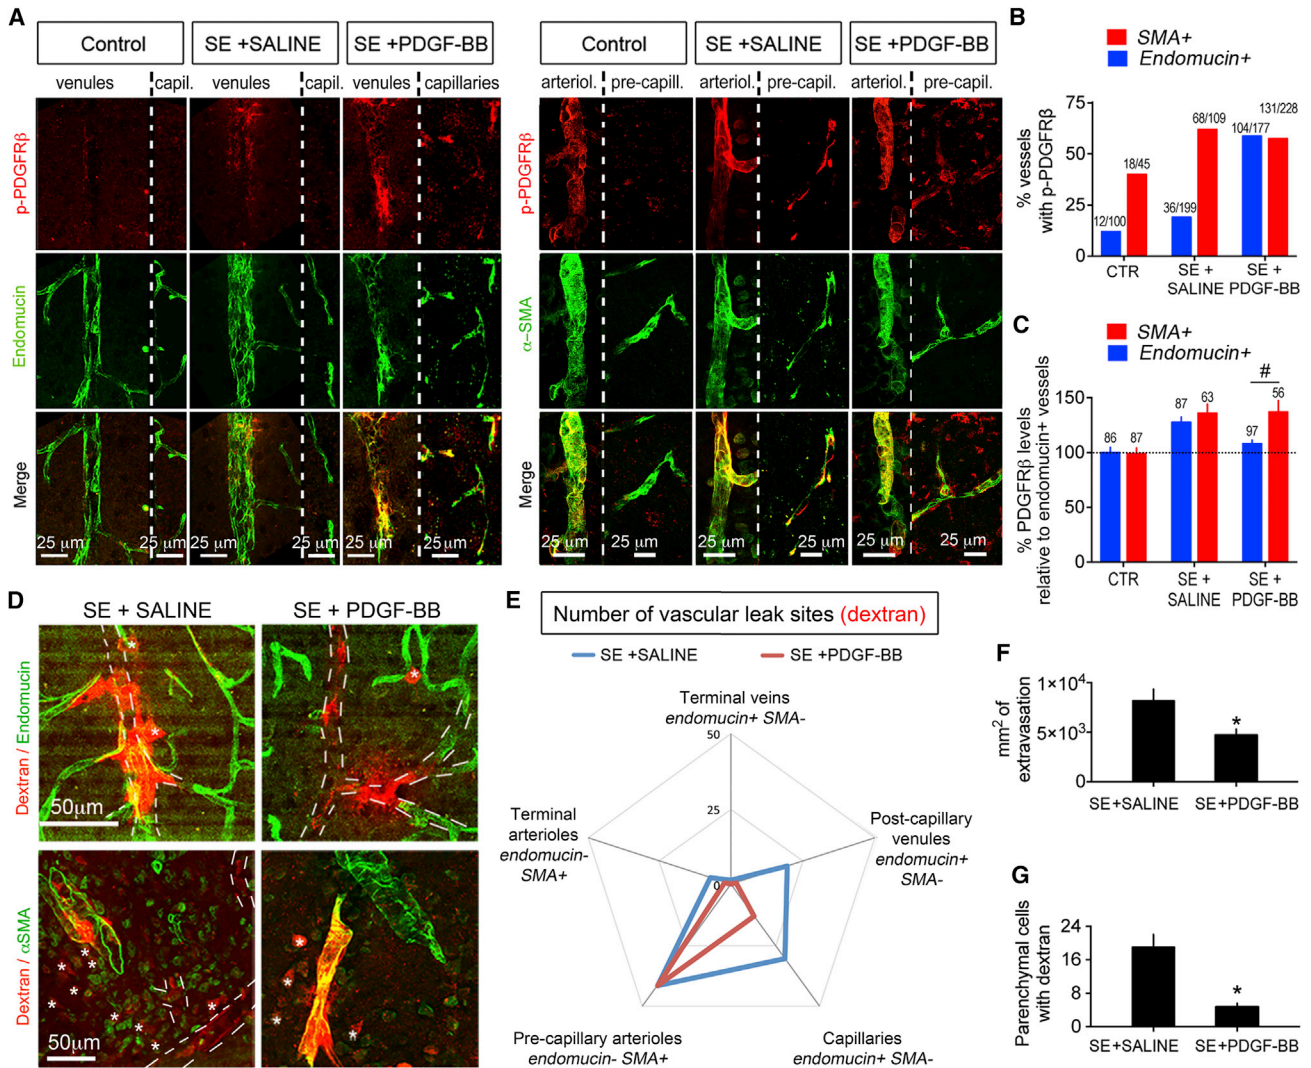 A
Control
SE +SALINE
SE +PDGF-BB
venules
capil.
venules
capil.
venules
capillaries
p-PDGFRβ
Endomucin
Merge
25 µm
25 µm
25 µm
25 µm
25 µm
25 µm
Control
SE +SALINE
SE +PDGF-BB
arteriol.
pre-capill.
arteriol.
pre-capil.
arteriol.
pre-capil.
p-PDGFRβ
α–SMA
Merge
25 µm
25 µm
25 µm
25 µm
25 µm
25 µm
B
SMA+
Endomucin+
% vessels
with p-PDGFRβ
75
50
25
0
12/100
18/45
36/199
68/109
104/177
131/228
CTR
SE +
SALINE
SE +
PDGF-BB
C
SMA+
Endomucin+
% PDGFRβ levels
relative to endomucin+ vessels
150
100
50
0
86
87
87
63
97
56
#
CTR
SE +
SALINE
SE +
PDGF-BB
D
SE + SALINE
SE + PDGF-BB
Dextran / Endomucin
50µm
* * *
Dextran / αSMA
50µm
* * * * * * * * *
* * * *
E
Number of vascular leak sites (dextran)
SE +SALINE
SE +PDGF-BB
Terminal veins
endomucin+ SMA-
50
25
0
Post-capillary
venules
endomucin+
SMA-
Capillaries
endomucin+ SMA-
Pre-capillary arterioles
endomucin- SMA+
Terminal
arterioles
endomucin-
SMA+
F
mm² of
extravasation
1×10⁴
5×10³
0
*
SE+SALINE
SE+PDGF-BB
G
Parenchymal cells
with dextran
24
16
8
0
*
SE+SALINE
SE+PDGF-BB